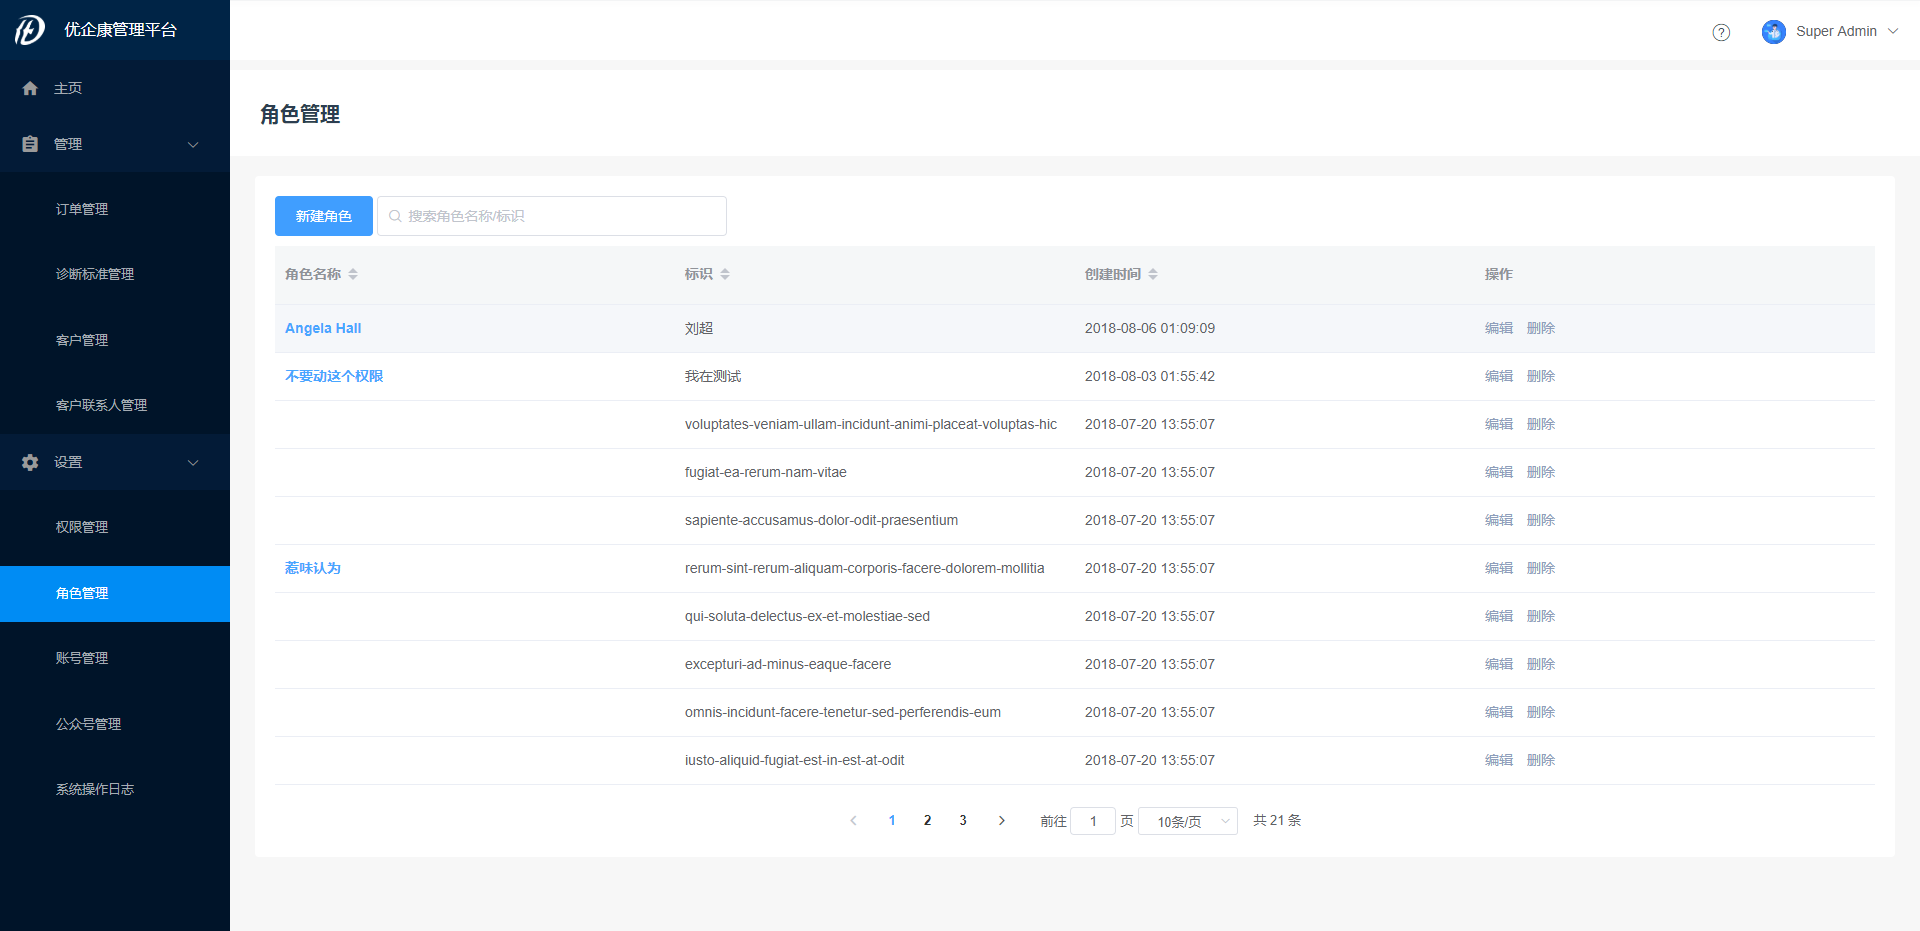 优企康管理平台
Super Admin
主页
管理
订单管理
诊断标准管理
客户管理
客户联系人管理
设置
权限管理
角色管理
账号管理
公众号管理
系统操作日志
角色管理
新建角色 搜索角色名称/标识
角色名称 标识 创建时间 操作
Angela Hall 刘超 2018-08-06 01:09:09 编辑 删除
不要动这个权限 我在测试 2018-08-03 01:55:42 编辑 删除
voluptates-veniam-ullam-incidunt-animi-placeat-voluptas-hic 2018-07-20 13:55:07 编辑 删除
fugiat-ea-rerum-nam-vitae 2018-07-20 13:55:07 编辑 删除
sapiente-accusamus-dolor-odit-praesentium 2018-07-20 13:55:07 编辑 删除
惹味认为 rerum-sint-rerum-aliquam-corporis-facere-dolorem-mollitia 2018-07-20 13:55:07 编辑 删除
qui-soluta-delectus-ex-et-molestiae-sed 2018-07-20 13:55:07 编辑 删除
excepturi-ad-minus-eaque-facere 2018-07-20 13:55:07 编辑 删除
omnis-incidunt-facere-tenetur-sed-perferendis-eum 2018-07-20 13:55:07 编辑 删除
iusto-aliquid-fugiat-est-in-est-at-odit 2018-07-20 13:55:07 编辑 删除
1 2 3 前往 1 页 10条/页 共 21 条